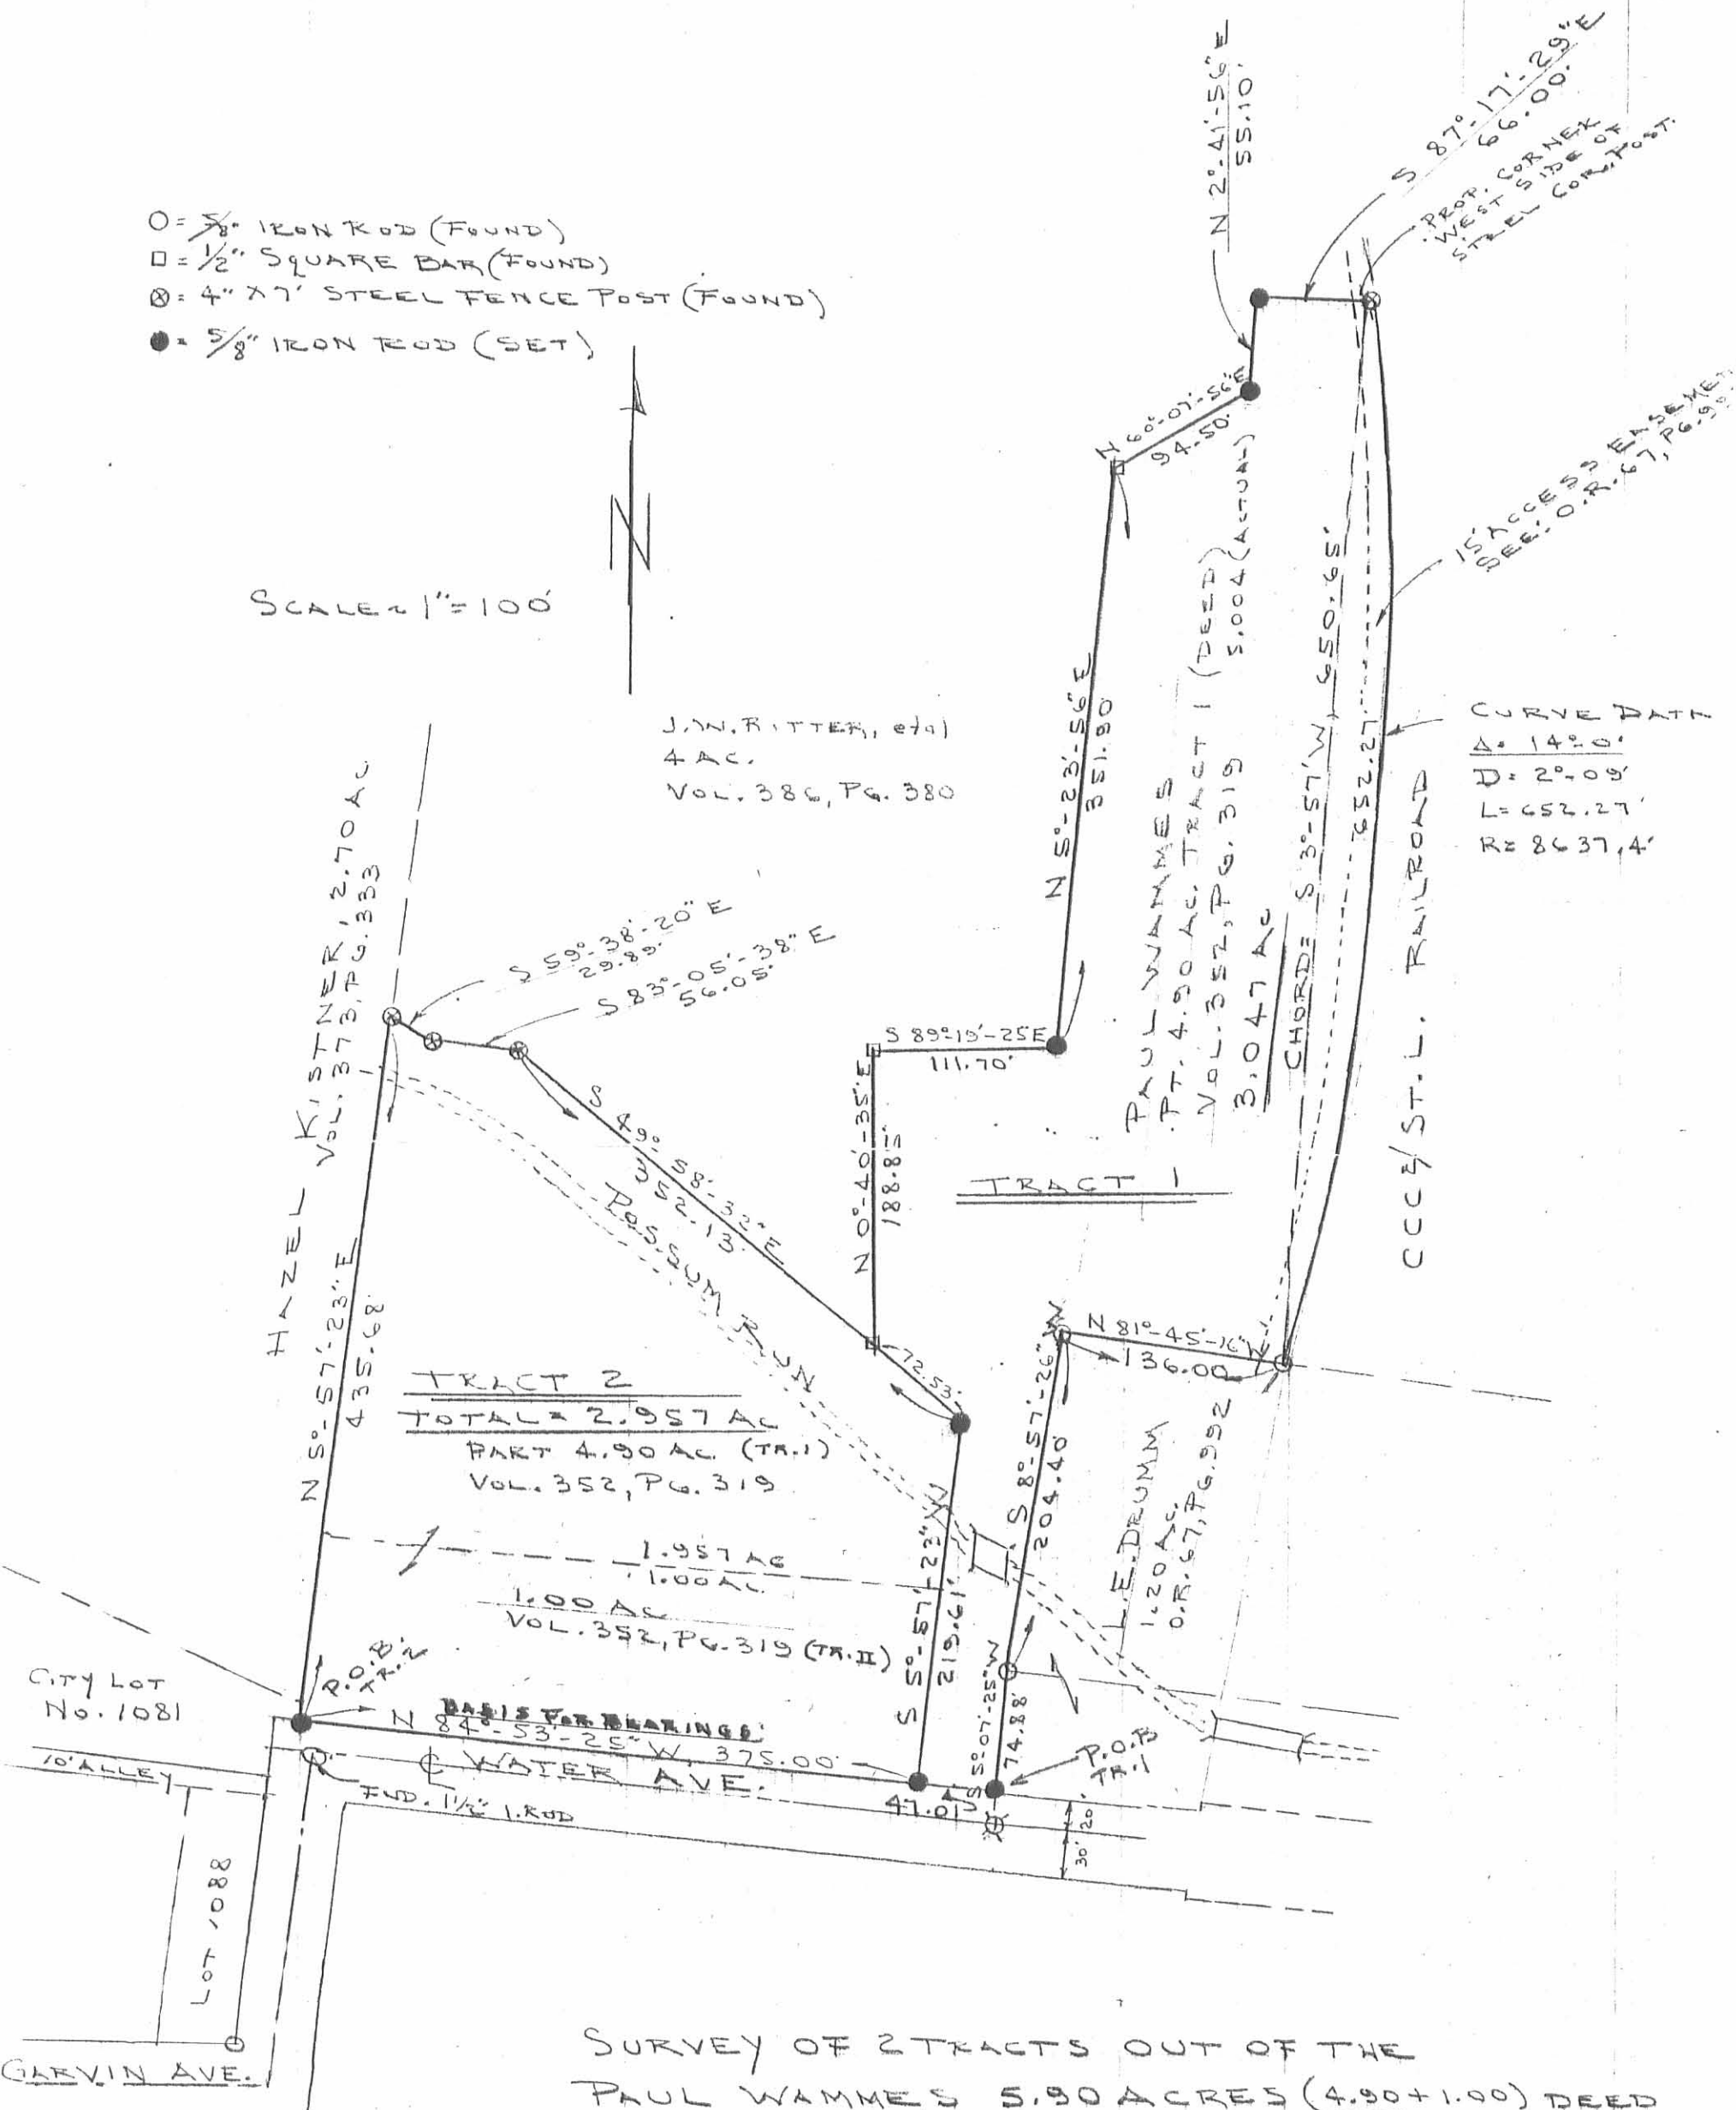 N 2°-41'-56" E
55.10'
S 87°-17'-29" E
66.00'
PROP. CORNER
WEST SIDE OF
STEEL COR. POST.
O = 5/8" IRON ROD (FOUND)
□ = 1/2" SQUARE BAR (FOUND)
⊗ = 4" X 7' STEEL FENCE POST (FOUND)
● = 5/8" IRON ROD (SET)
N
SCALE ~ 1" = 100'
N 60°-07'-56" E
94.50'
15' ACCESS
SEE: O.R. 67, PG.
J.W. RITTER, etal
4 AC.
VOL. 386, PG. 380
N 5°-23'-56" E
351.90'
PAUL WAMMES
PT. 4.90 AC. TRACT 1 (DEED)
5.004 (ACTUAL)
VOL. 352, PG. 319
3.047 AC
CHORD = S 3°-57' W, 650.65'
652.27'
CURVE DATA
Δ = 14°-0'
D = 2°-09'
L = 652.27'
R = 8637.4'
CCC & ST. L. RAILROAD
HAZEL KISTNER, 2.70 AC
VOL. 373, PG. 333
S 59°-38'-20" E
29.89'
S 83°-05'-38" E
56.05'
S 89°-19'-25" E
111.70'
N 0°-40'-35" E
188.85'
S 49°-58'-32" E
352.13'
POSSUM RUN
TRACT 1
N 5°-57'-23" E
435.68'
TRACT 2
TOTAL = 2.957 AC
PART 4.90 AC. (TR.I)
VOL. 352, PG. 319
72.53'
N 81°-45'-16" W
136.00'
S 8°-57'-26" W
204.40'
L.E. DRUMM
1.20 AC.
O.R. 67, PG. 992
1.957 AC
1.00 AC.
1.00 AC
VOL. 352, PG. 319 (TR.II)
S 5°-57'-23" W
219.61'
S 5°-07'-25" W
74.88'
P.O.B.
TR. 2
P.O.B
TR. 1
CITY LOT
No. 1081
BASIS FOR BEARINGS
N 84°-53'-25" W, 375.00'
℄ WATER AVE.
47.01'
10' ALLEY
FND. 1 1/2" I. ROD
20'
30'
LOT 1088
GARVIN AVE.
SURVEY OF 2 TRACTS OUT OF THE
PAUL WAMMES 5.90 ACRES (4.90 + 1.00) DEED